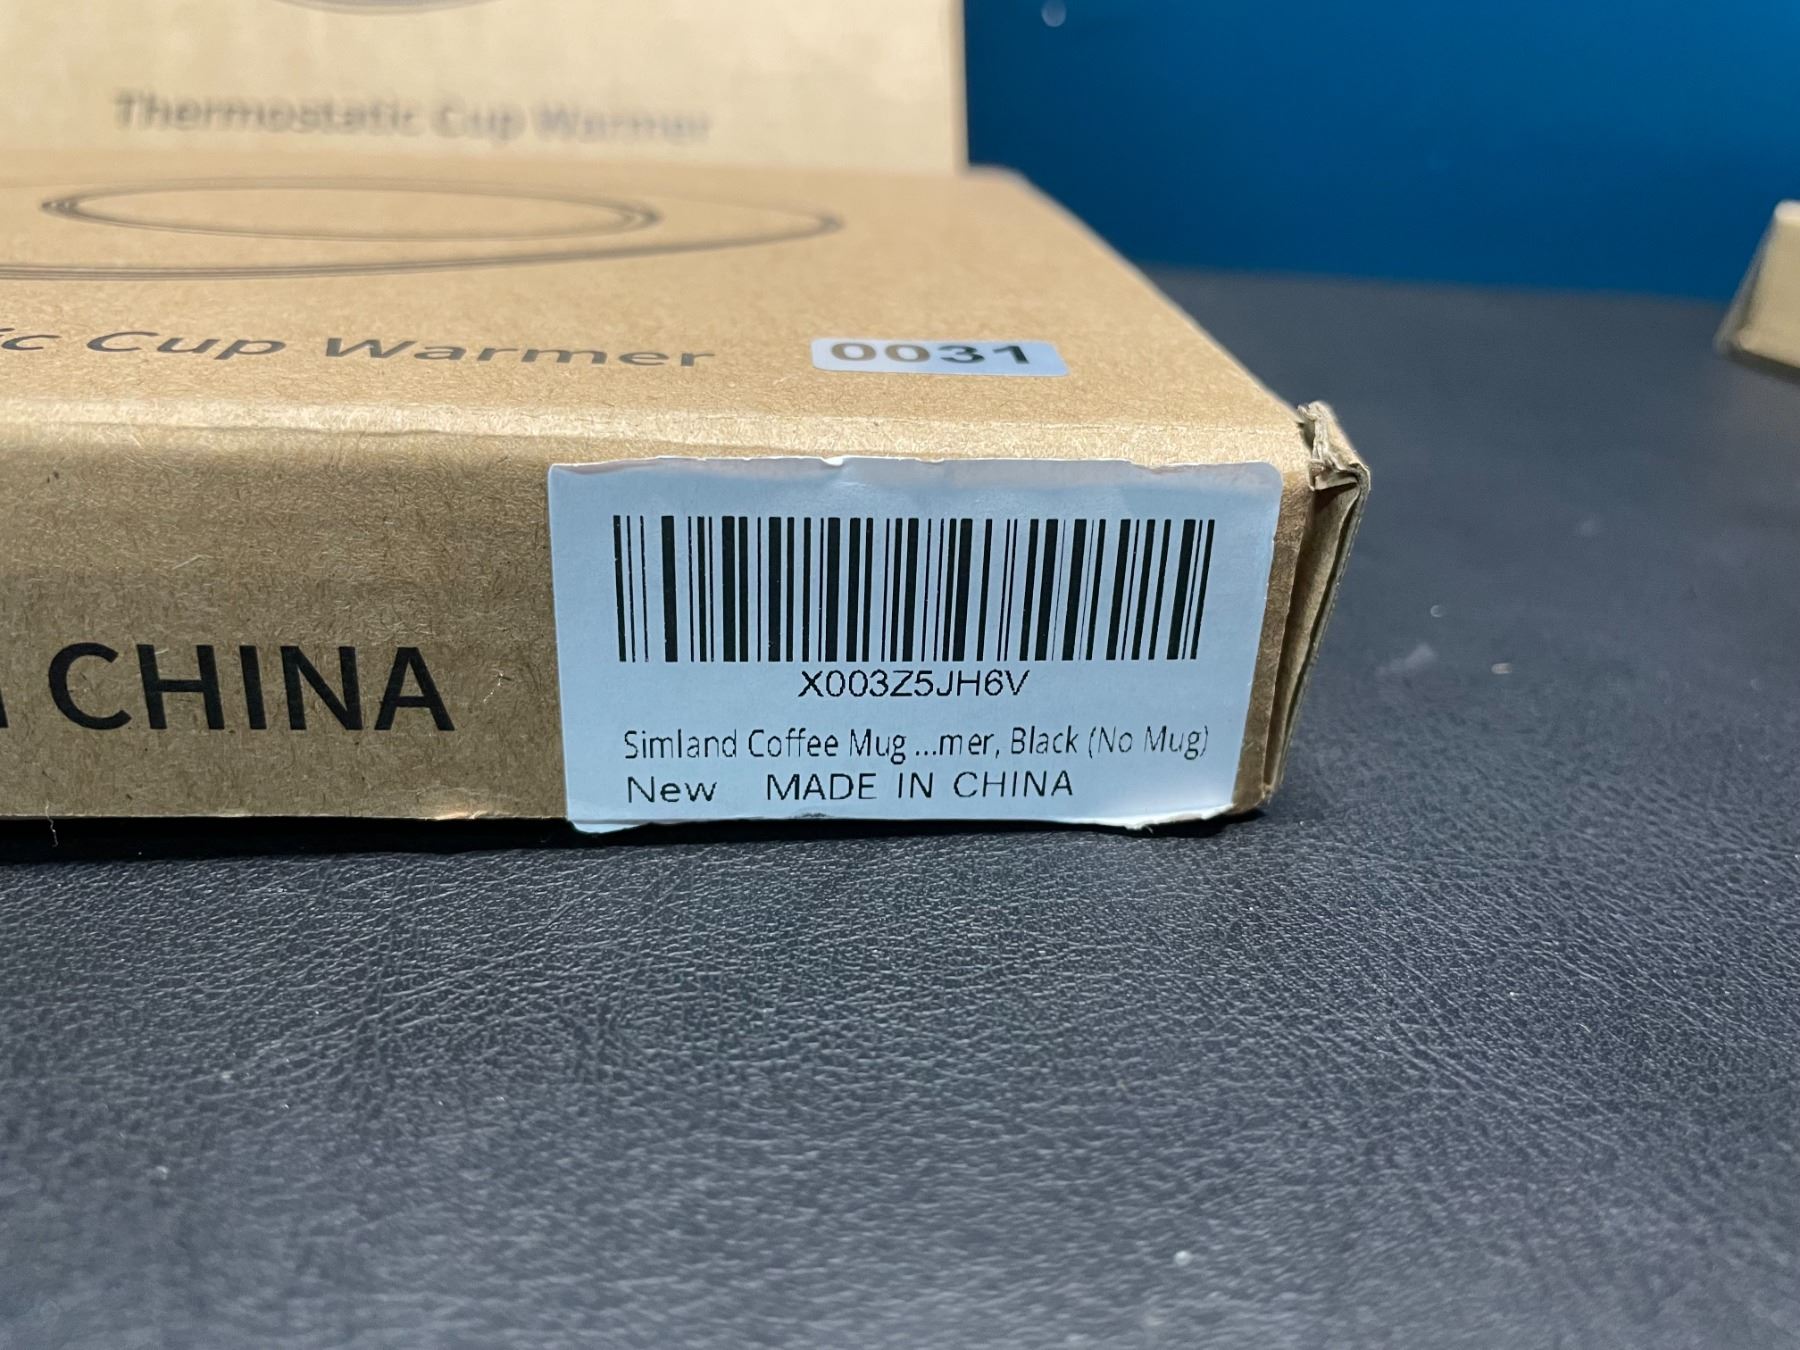 Thermostatic Cup Warmer
ic Cup Warmer
0031
CHINA
X003Z5JH6V
Simland Coffee Mug ...mer, Black (No Mug)
New MADE IN CHINA